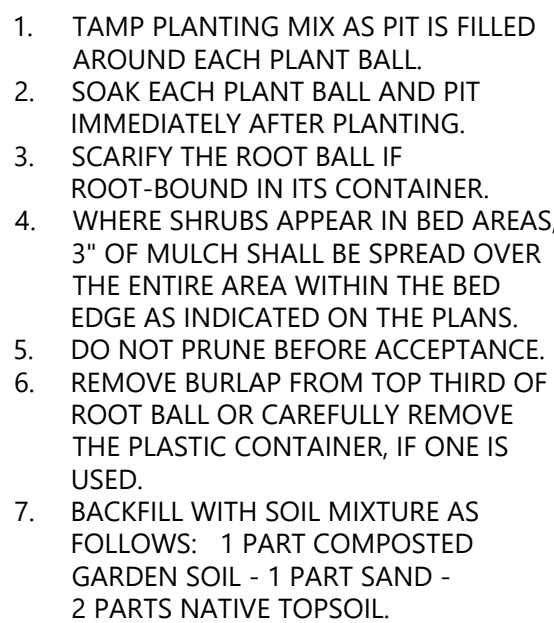 1. TAMP PLANTING MIX AS PIT IS FILLED
AROUND EACH PLANT BALL.
2. SOAK EACH PLANT BALL AND PIT
IMMEDIATELY AFTER PLANTING.
3. SCARIFY THE ROOT BALL IF
ROOT-BOUND IN ITS CONTAINER.
4. WHERE SHRUBS APPEAR IN BED AREAS,
3" OF MULCH SHALL BE SPREAD OVER
THE ENTIRE AREA WITHIN THE BED
EDGE AS INDICATED ON THE PLANS.
5. DO NOT PRUNE BEFORE ACCEPTANCE.
6. REMOVE BURLAP FROM TOP THIRD OF
ROOT BALL OR CAREFULLY REMOVE
THE PLASTIC CONTAINER, IF ONE IS
USED.
7. BACKFILL WITH SOIL MIXTURE AS
FOLLOWS: 1 PART COMPOSTED
GARDEN SOIL - 1 PART SAND -
2 PARTS NATIVE TOPSOIL.